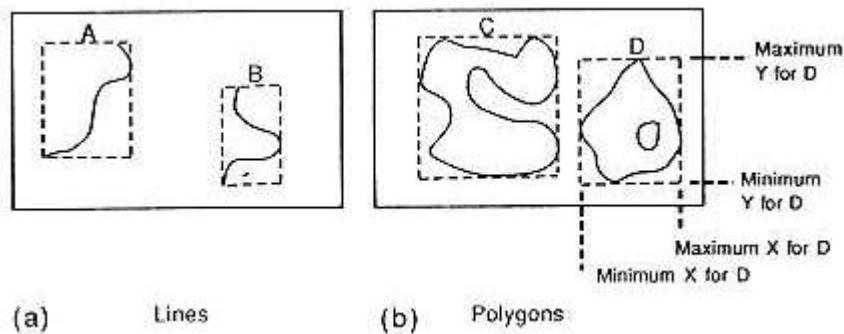 A
B
C
D
Maximum
Y for D
Minimum
Y for D
Maximum X for D
Minimum X for D
(a) Lines
(b) Polygons